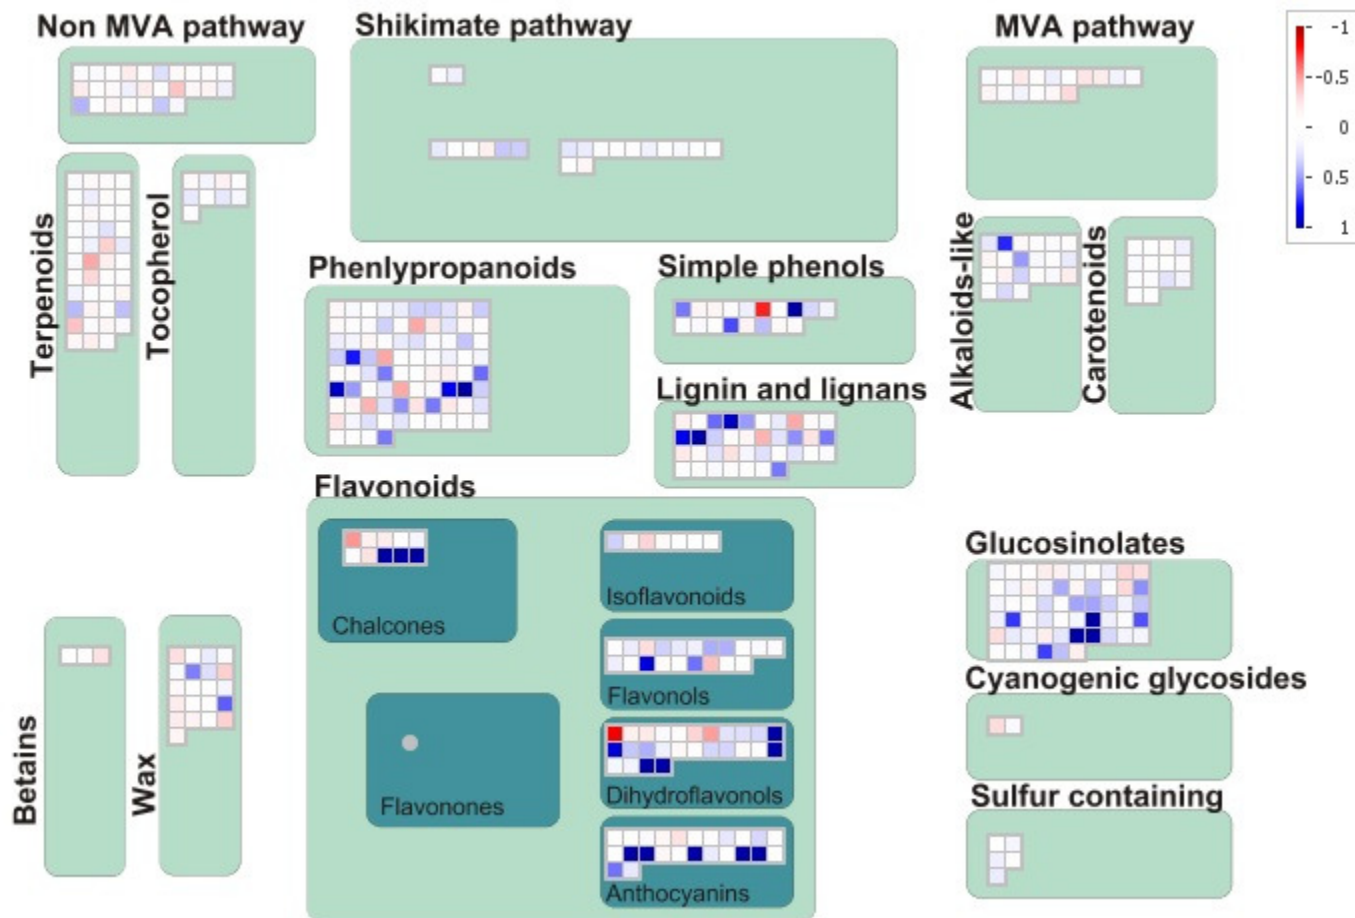 Non MVA pathway
Shikimate pathway
MVA pathway
-1
-0.5
0
0.5
1
Terpenoids
Tocopherol
Phenlypropanoids
Simple phenols
Alkaloids-like
Carotenoids
Lignin and lignans
Flavonoids
Chalcones
Isoflavonoids
Flavonols
Flavonones
Dihydroflavonols
Anthocyanins
Glucosinolates
Cyanogenic glycosides
Sulfur containing
Betains
Wax